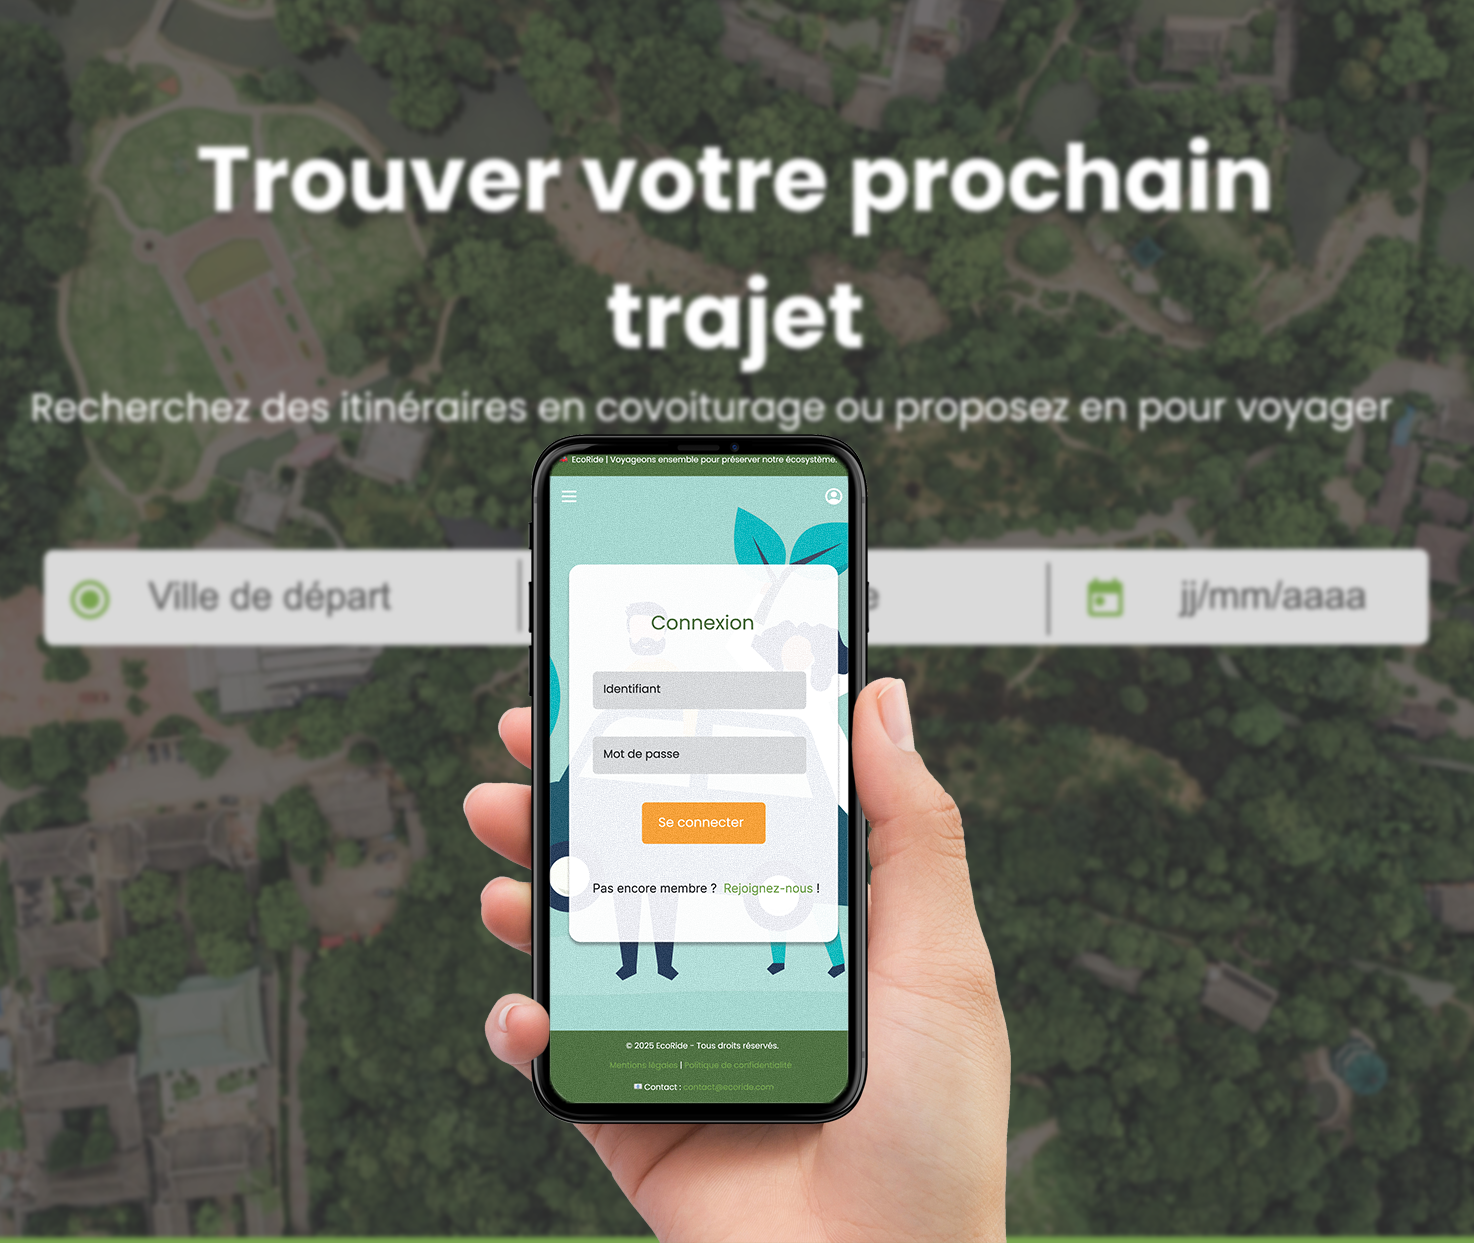 Trouver votre prochain
trajet
Recherchez des itinéraires en covoiturage ou proposez en pour voyager
Ville de départ
jj/mm/aaaa
EcoRide | Voyageons ensemble pour préserver notre écosystème.
Connexion
Identifiant
Mot de passe
Se connecter
Pas encore membre ? Rejoignez-nous !
© 2025 EcoRide - Tous droits réservés.
Mentions légales | Politique de confidentialité
Contact : contact@ecoride.com